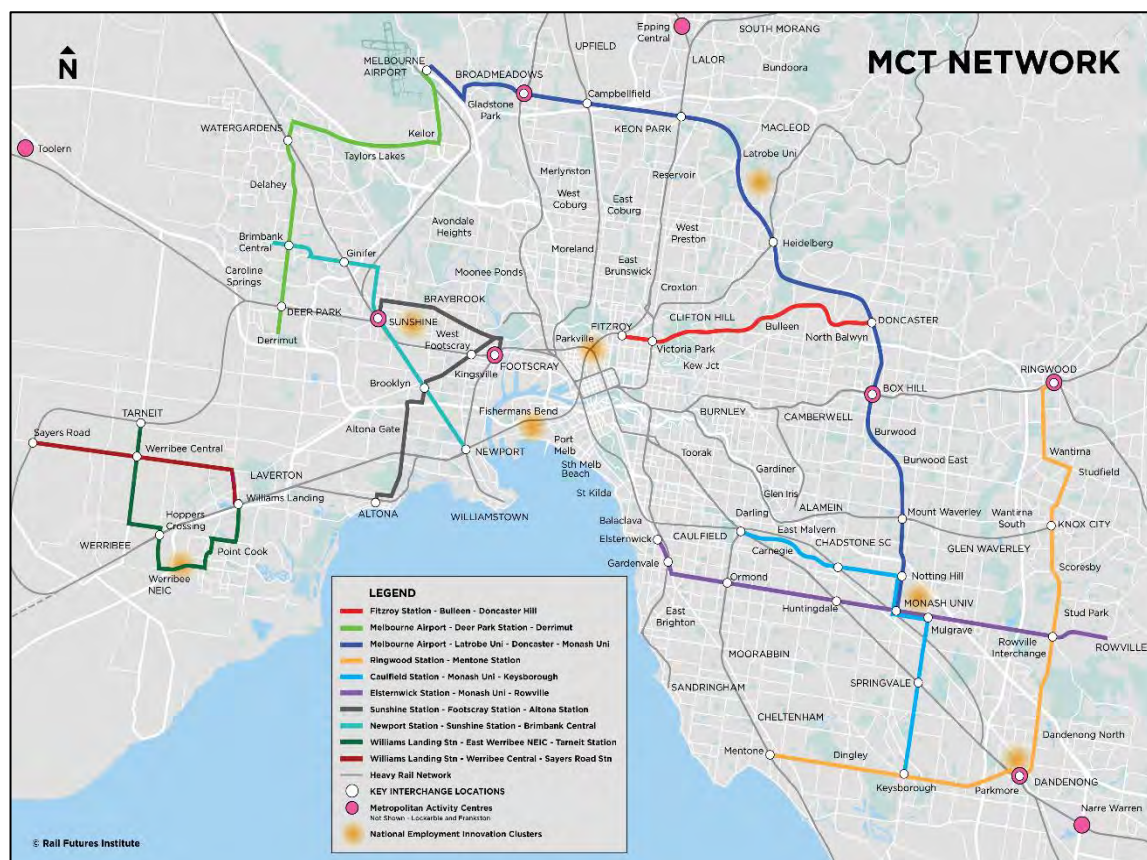 MCT NETWORK
N
Epping
Central
SOUTH MORANG
UPFIELD
LALOR
Bundoora
MELBOURNE
AIRPORT
BROADMEADOWS
Gladstone
Park
Campbellfield
KEON PARK
MACLEOD
Latrobe Uni
WATERGARDENS
Keilor
Taylors Lakes
Toolern
Merlynston
Reservoir
Delahey
West
Coburg
East
Coburg
Avondale
Heights
West
Preston
Heidelberg
Brimbank
Central
Ginifer
Moreland
East
Brunswick
Caroline
Springs
Moonee Ponds
Croxton
BRAYBROOK
DEER PARK
SUNSHINE
CLIFTON HILL
FITZROY
Bulleen
DONCASTER
Derrimut
West
Footscray
Parkville
North Balwyn
Victoria Park
Kingsville
FOOTSCRAY
Kew Jct
RINGWOOD
Brooklyn
BOX HILL
TARNEIT
Fishermans Bend
BURNLEY
CAMBERWELL
Sayers Road
Altona Gate
Burwood
Werribee Central
Port
Melb
Toorak
Wantirna
LAVERTON
NEWPORT
Sth Melb
Beach
Gardiner
Burwood East
Studfield
Williams Landing
St Kilda
Glen Iris
Hoppers
Crossing
ALTONA
WILLIAMSTOWN
ALAMEIN
Mount Waverley
Wantirna
South
KNOX CITY
Balaclava
Darling
East Malvern
Elsternwick
CAULFIELD
CHADSTONE SC
GLEN WAVERLEY
WERRIBEE
Point Cook
Carnegie
Gardenvale
Scoresby
Werribee
NEIC
Ormond
Notting Hill
Huntingdale
MONASH UNIV
Stud Park
East
Brighton
Mulgrave
Rowville
Interchange
ROWVILLE
MOORABBIN
SPRINGVALE
SANDRINGHAM
CHELTENHAM
Dandenong North
Mentone
Dingley
Keysborough
Parkmore
DANDENONG
Narre Warren
LEGEND
Fitzroy Station - Bulleen - Doncaster Hill
Melbourne Airport - Deer Park Station - Derrimut
Melbourne Airport - Latrobe Uni - Doncaster - Monash Uni
Ringwood Station - Mentone Station
Caulfield Station - Monash Uni - Keysborough
Elsternwick Station - Monash Uni - Rowville
Sunshine Station - Footscray Station - Altona Station
Newport Station - Sunshine Station - Brimbank Central
Williams Landing Stn - East Werribee NEIC - Tarneit Station
Williams Landing Stn - Werribee Central - Sayers Road Stn
Heavy Rail Network
KEY INTERCHANGE LOCATIONS
Metropolitan Activity Centres
Not Shown - Lockarbie and Frankston
National Employment Innovation Clusters
© Rail Futures Institute